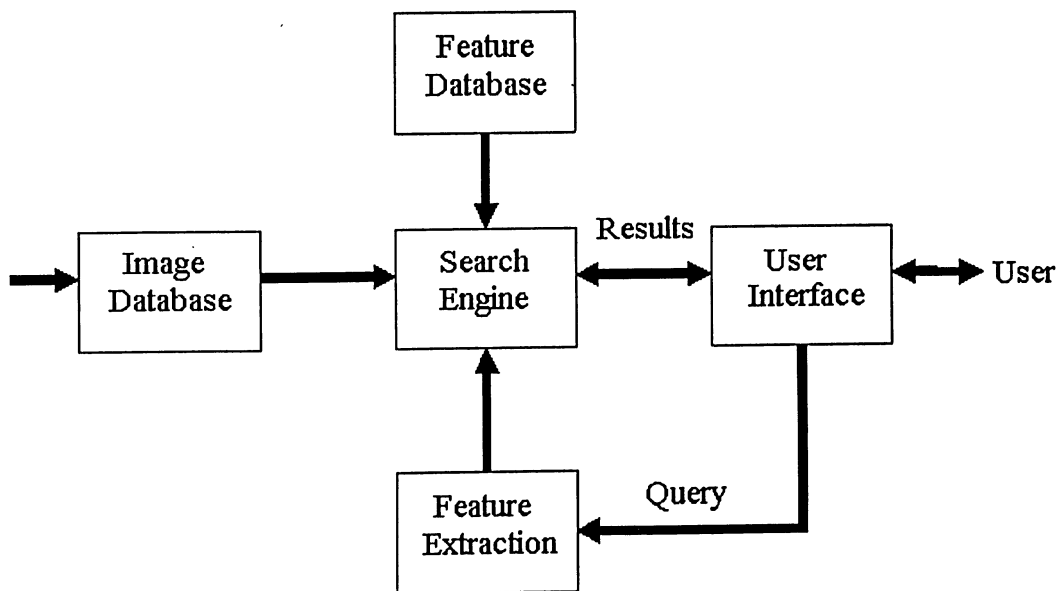 Feature
Database
Results
Image
Database
Search
Engine
User
Interface
User
Query
Feature
Extraction